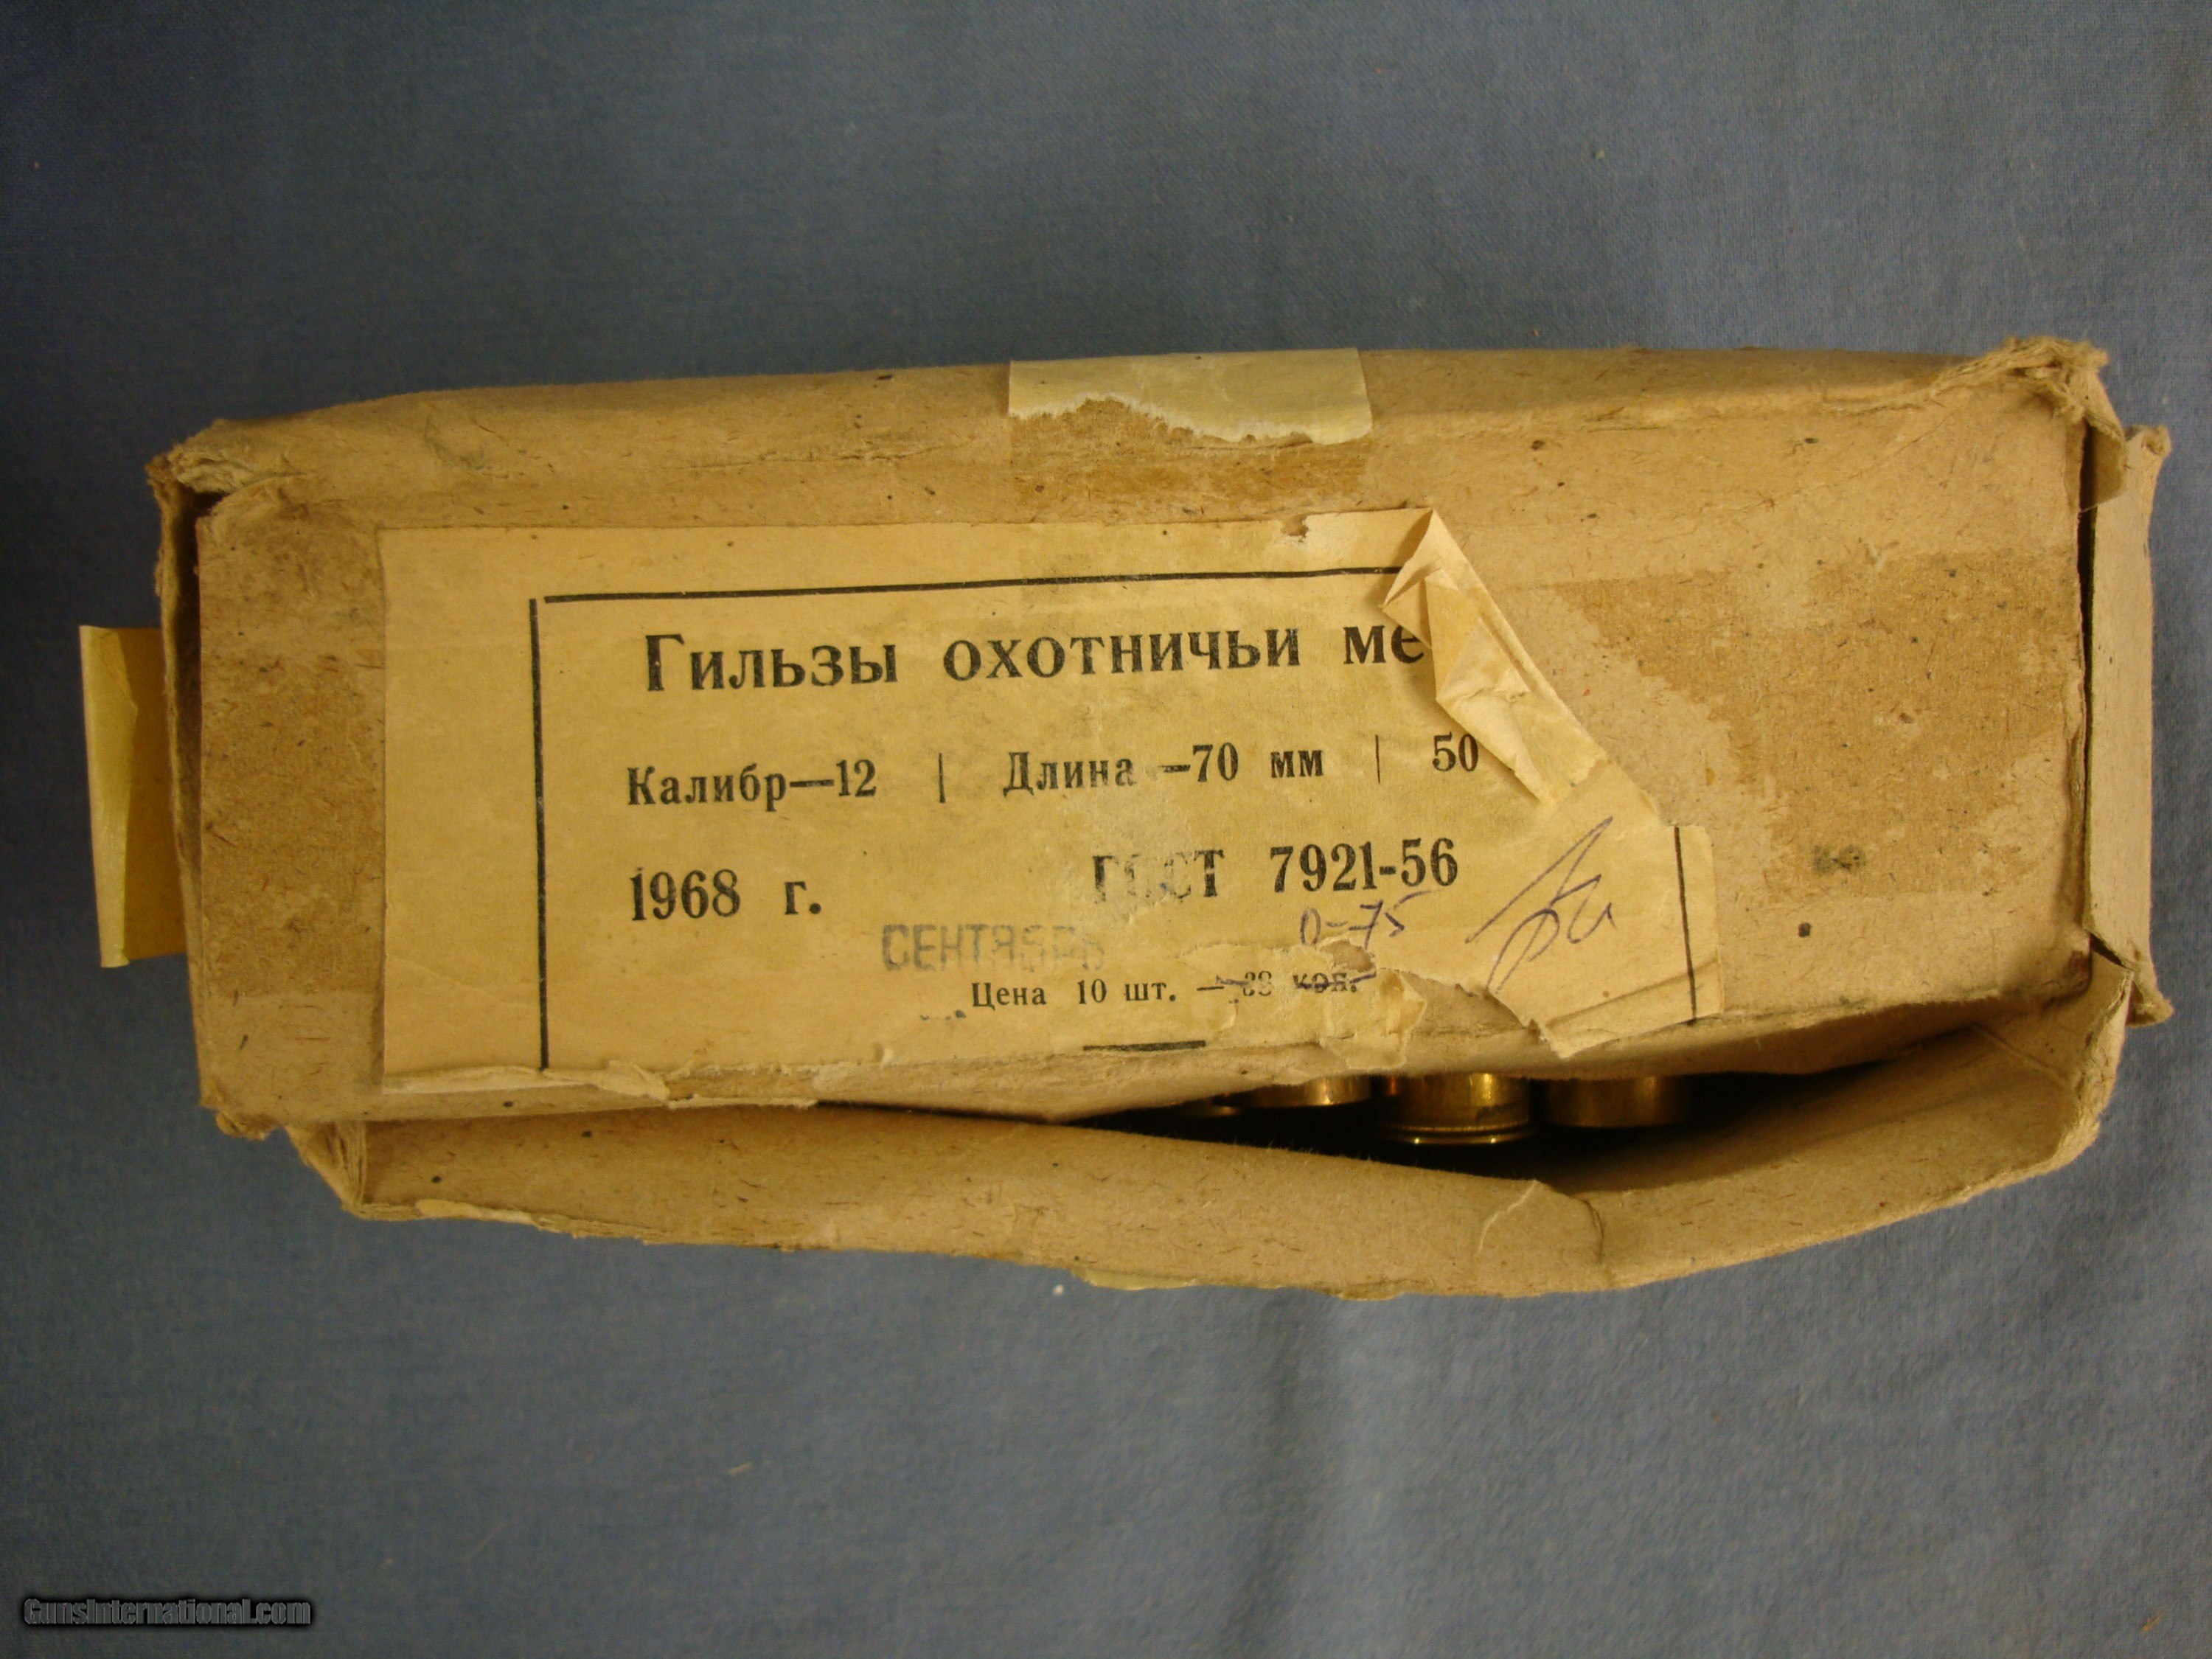 Гильзы охотничьи ме
Калибр—12 | Длина —70 мм | 50
1968 г. ГОСТ 7921-56
СЕНТЯБРЬ 0-75
Цена 10 шт. коп.
GunsInternational.com